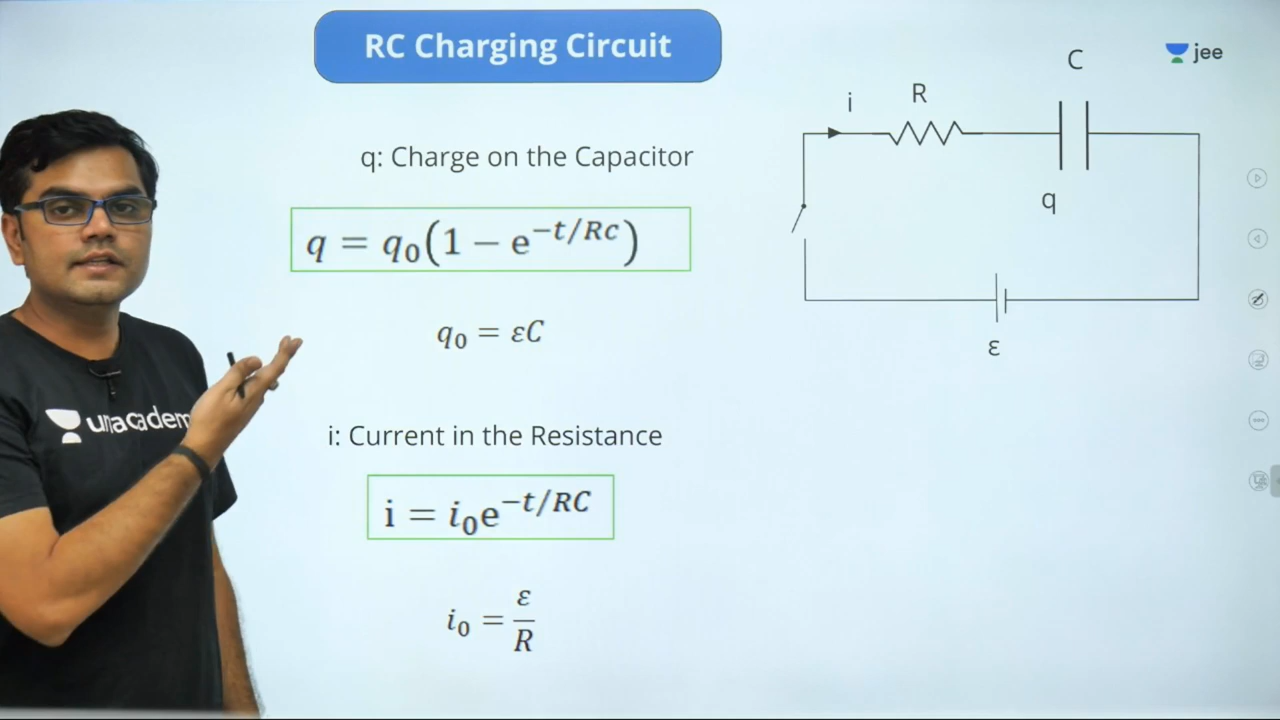 RC Charging Circuit
jee
C
i
R
q: Charge on the Capacitor
q = q₀(1 − e^{−t/Rc})
q
q₀ = εC
ε
unacadem
i: Current in the Resistance
i = i₀e^{−t/RC}
i₀ = ε/R